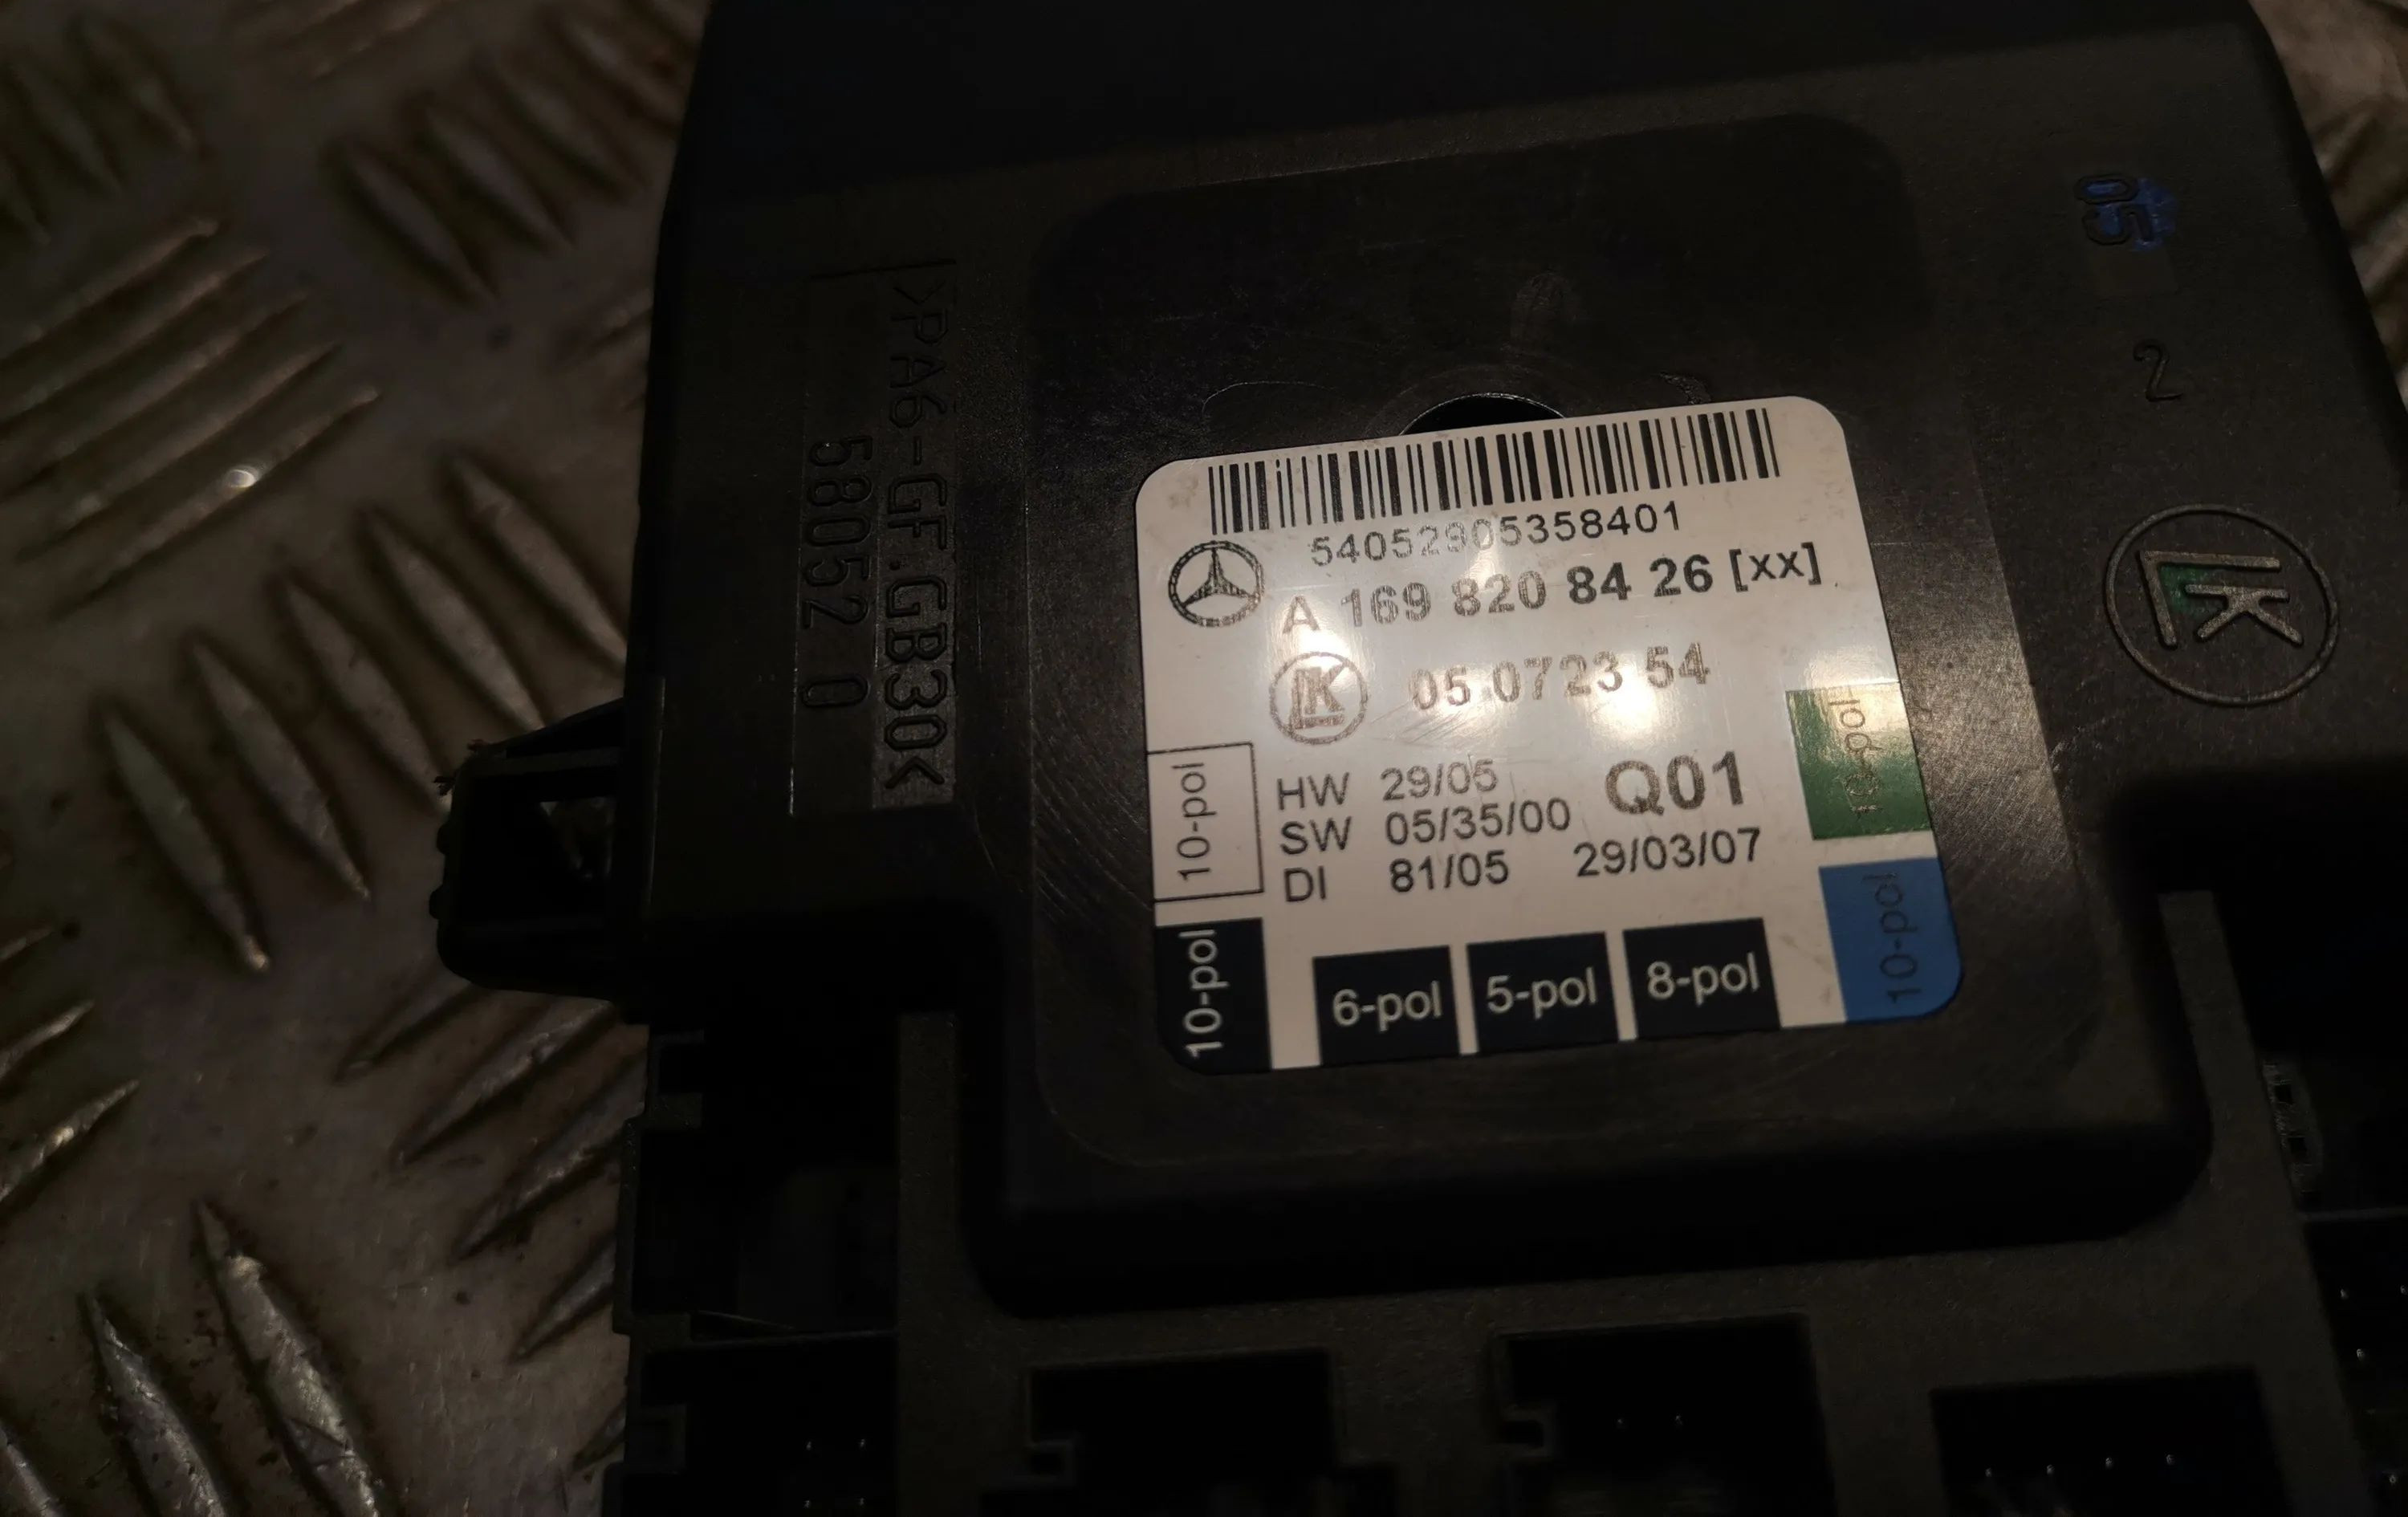 05
2
LK
>PA6-GF.GB30<
58052 0
54052905358401
A 169 820 84 26 [xx]
LK 05.0723 54
HW 29/05 Q01
SW 05/35/00
DI 81/05 29/03/07
10-pol
10-pol
6-pol
5-pol
8-pol
10-pol
10-pol